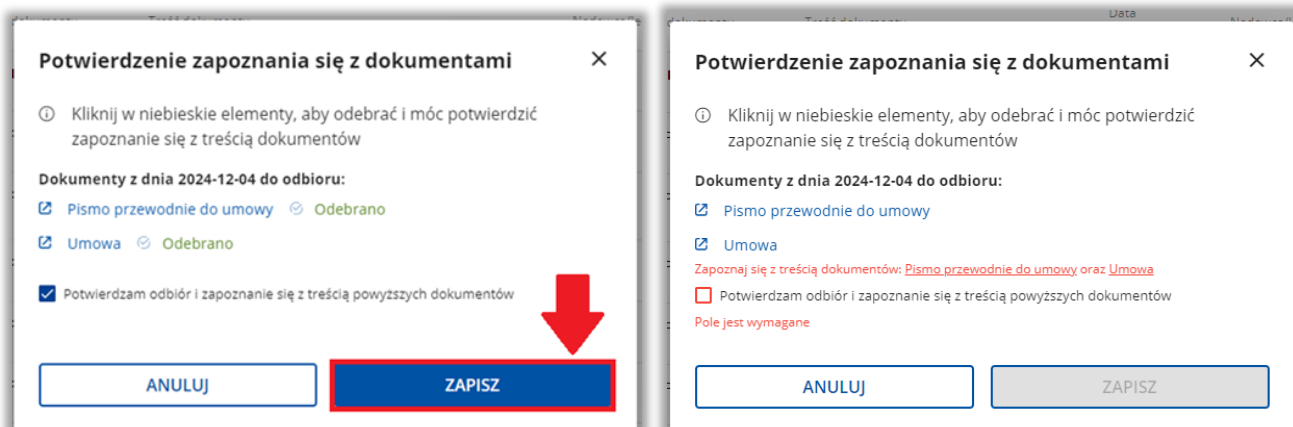 Potwierdzenie zapoznania się z dokumentami
Kliknij w niebieskie elementy, aby odebrać i móc potwierdzić
zapoznanie się z treścią dokumentów
Dokumenty z dnia 2024-12-04 do odbioru:
Pismo przewodnie do umowy Odebrano
Umowa Odebrano
Potwierdzam odbiór i zapoznanie się z treścią powyższych dokumentów
ANULUJ ZAPISZ
Data
Potwierdzenie zapoznania się z dokumentami
Kliknij w niebieskie elementy, aby odebrać i móc potwierdzić
zapoznanie się z treścią dokumentów
Dokumenty z dnia 2024-12-04 do odbioru:
Pismo przewodnie do umowy
Umowa
Zapoznaj się z treścią dokumentów: Pismo przewodnie do umowy oraz Umowa
Potwierdzam odbiór i zapoznanie się z treścią powyższych dokumentów
Pole jest wymagane
ANULUJ ZAPISZ